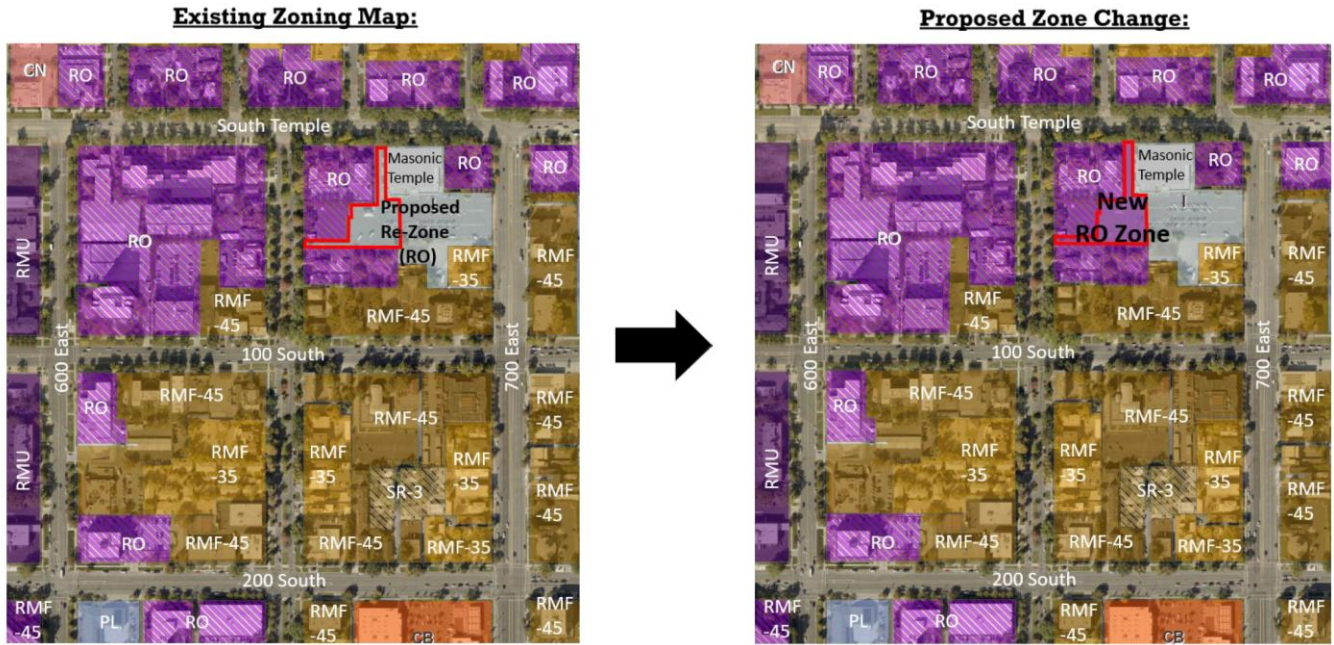 Existing Zoning Map:
CN
RO
RO
RO
RO
RO
South Temple
RO
Masonic
Temple
RO
RO
RMU
RO
Proposed
Re-Zone
(RO)
I
RMF
-35
RMF
-45
RMF
-45
RMF-45
600 East
700 East
100 South
RO
RMF-45
RMF-45
RMF
-45
RMU
RMF
-35
RMF
-35
RMF
-35
SR-3
RMF
-45
RO
RMF-45
RMF-45
RMF-35
200 South
RMF
-45
PL
RO
RMF
-45
CB
RMF
-45
Proposed Zone Change:
CN
RO
RO
RO
RO
RO
South Temple
RO
Masonic
Temple
RO
RO
RMU
RO
New
RO Zone
I
RMF
-35
RMF
-45
RMF
-45
RMF-45
600 East
700 East
100 South
RO
RMF-45
RMF-45
RMF
-45
RMU
RMF
-35
RMF
-35
RMF
-35
SR-3
RMF
-45
RO
RMF-45
RMF-45
RMF-35
200 South
RMF
-45
PL
RO
RMF
-45
CB
RMF
-45